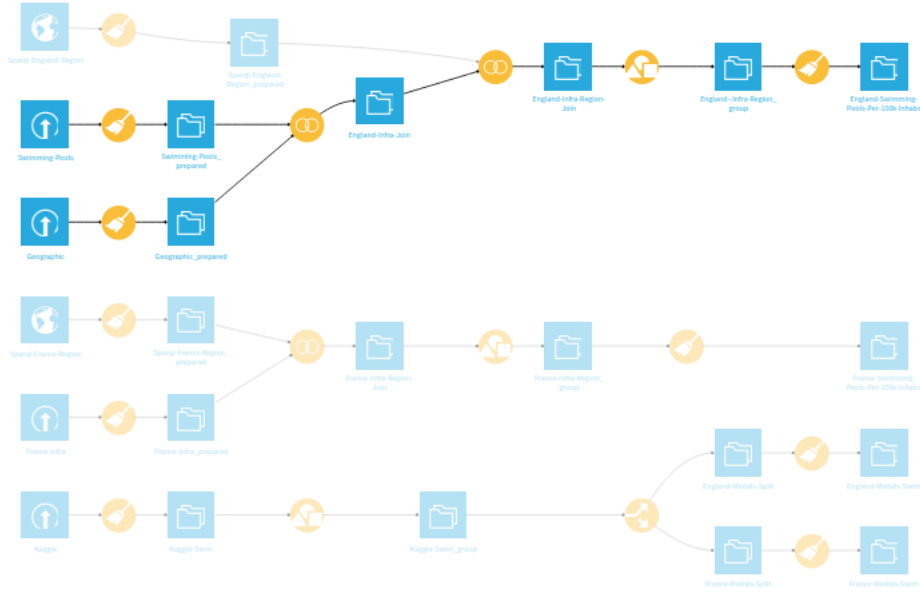 Sparql-England-Region
Sparql-England-
Region_prepared
England-Infra-Region-
Join
England--Infra-Region_
group
England-Swimming-
Pools-Per-100k-Inhabi
England-Infra-Join
Swimming-Pools
Swimming-Pools_
prepared
Geographic
Geographic_prepared
Sparql-France-Region
Sparql-France-Region_
prepared
France-Infra-Region-
Join
France-Infra-Region_
group
France-Swimming-
Pools-Per-100k-Inhabi
France-Infra
France-Infra_prepared
England-Medals-Split
England-Medals-Swim
Kaggle
Kaggle-Swim
Kaggle-Swim_group
France-Medals-Split
France-Medals-Swim